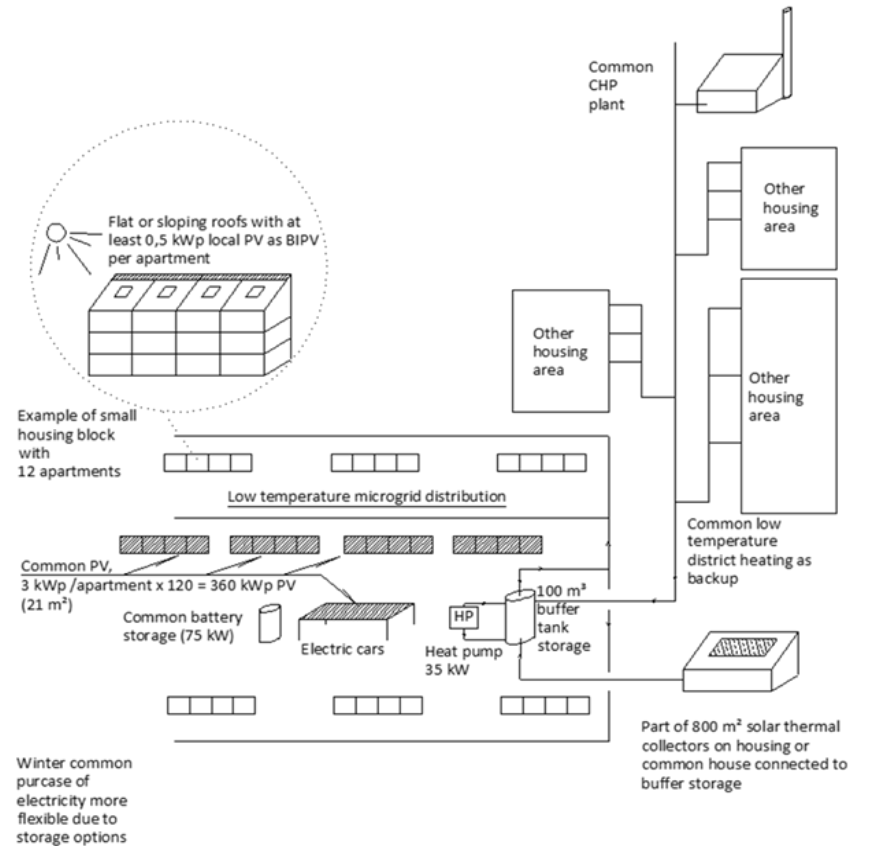 Common
CHP
plant
Other
housing
area
Flat or sloping roofs with at
least 0,5 kWp local PV as BIPV
per apartment
Other
housing
area
Other
housing
area
Example of small
housing block
with
12 apartments
Low temperature microgrid distribution
Common low
temperature
district heating as
backup
Common PV,
3 kWp /apartment x 120 = 360 kWp PV
(21 m²)
Common battery
storage (75 kW)
Electric cars
HP
Heat pump
35 kW
100 m³
buffer
tank
storage
Part of 800 m² solar thermal
collectors on housing or
common house connected to
buffer storage
Winter common
purcase of
electricity more
flexible due to
storage options